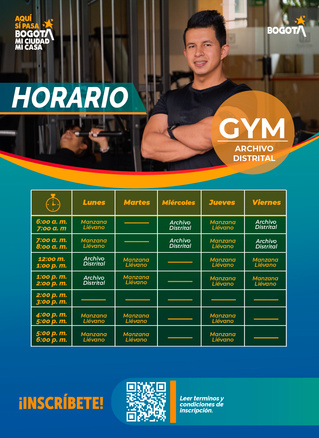 AQUÍ
SÍ PASA
BOGOTÁ
MI CIUDAD
MI CASA
BOGOTÁ
HORARIO
GYM
ARCHIVO
DISTRITAL
Lunes Martes Miércoles Jueves Viernes
6:00 a. m.
7:00 a. m
Manzana
Liévano
Archivo
Distrital
Manzana
Liévano
Archivo
Distrital
7:00 a. m.
8:00 a. m.
Manzana
Liévano
Archivo
Distrital
Manzana
Liévano
Archivo
Distrital
12:00 m.
1:00 p. m.
Archivo
Distrital
Manzana
Liévano
Manzana
Liévano
Manzana
Liévano
1:00 p. m.
2:00 p. m.
Archivo
Distrital
Manzana
Liévano
Manzana
Liévano
Manzana
Liévano
2:00 p. m.
3:00 p. m.
4:00 p. m.
5:00 p. m.
Manzana
Liévano
Manzana
Liévano
Manzana
Liévano
Manzana
Liévano
5:00 p. m.
6:00 p. m.
Manzana
Liévano
Manzana
Liévano
Manzana
Liévano
Manzana
Liévano
¡INSCRÍBETE!
Leer terminos y
condiciones de
Inscripción.